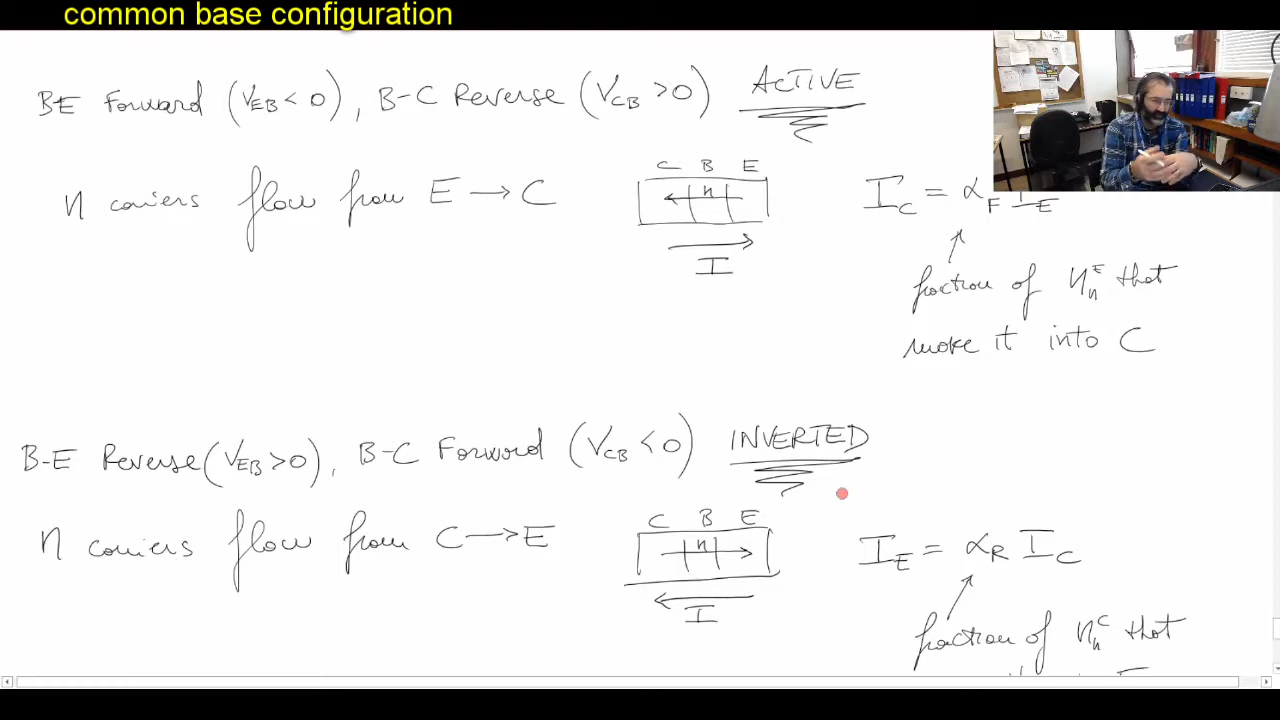 common base configuration
BE Forward (V_EB < 0), B-C Reverse (V_CB > 0) ACTIVE
n carriers flow from E → C
C B E
n
I
I_C = α_F I_E
fraction of n_n^E that
make it into C
B-E Reverse (V_EB > 0), B-C Forward (V_CB < 0) INVERTED
n carriers flow from C → E
C B E
n
I
I_E = α_R I_C
fraction of n_n^C that